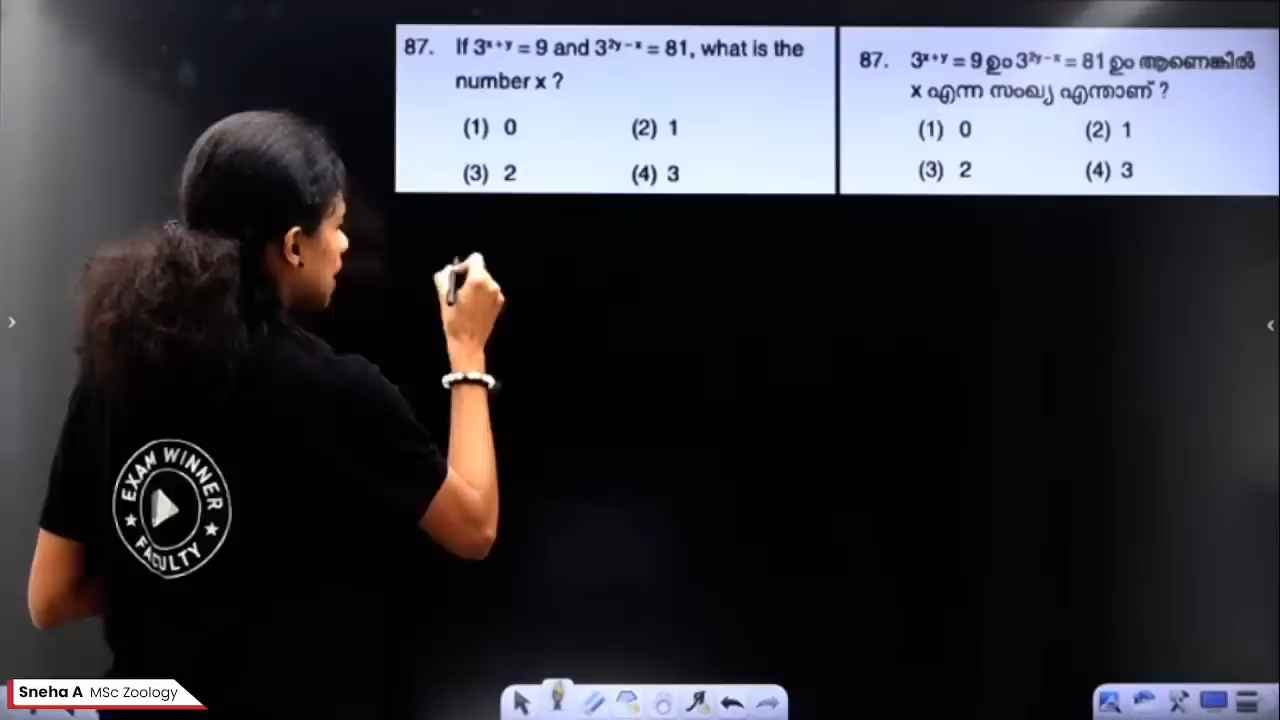 87. If 3ˣ⁺ʸ = 9 and 3²ʸ⁻ˣ = 81, what is the
number x ?
(1) 0 (2) 1
(3) 2 (4) 3
87. 3ˣ⁺ʸ = 9 ഉം 3²ʸ⁻ˣ = 81 ഉം ആണെങ്കിൽ
x എന്ന സംഖ്യ എന്താണ് ?
(1) 0 (2) 1
(3) 2 (4) 3
EXAM WINNER
FACULTY
Sneha A MSc Zoology